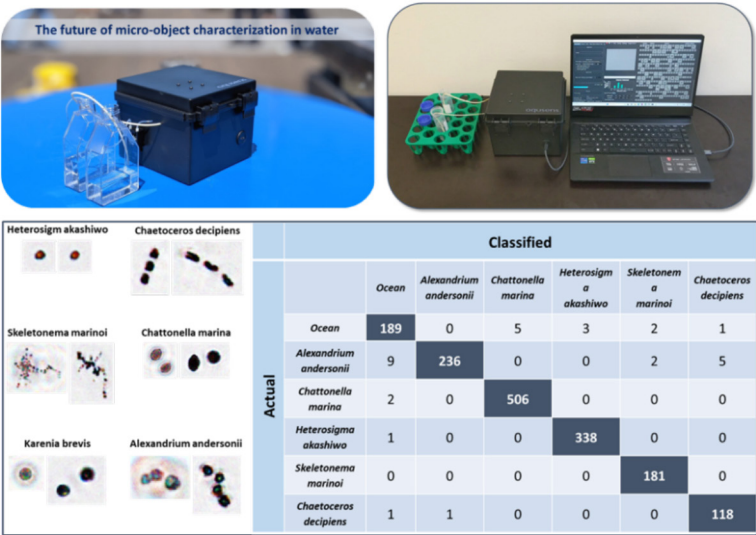 The future of micro-object characterization in water
Heterosigm akashiwo
Chaetoceros decipiens
Skeletonema marinoi
Chattonella marina
Karenia brevis
Alexandrium andersonii
Classified
Actual
Ocean
Alexandrium
andersonii
Chattonella
marina
Heterosigm
a
akashiwo
Skeletonem
a
marinoi
Chaetoceros
decipiens
Ocean 189 0 5 3 2 1
Alexandrium
andersonii 9 236 0 0 2 5
Chattonella
marina 2 0 506 0 0 0
Heterosigma
akashiwo 1 0 0 338 0 0
Skeletonema
marinoi 0 0 0 0 181 0
Chaetoceros
decipiens 1 1 0 0 0 118